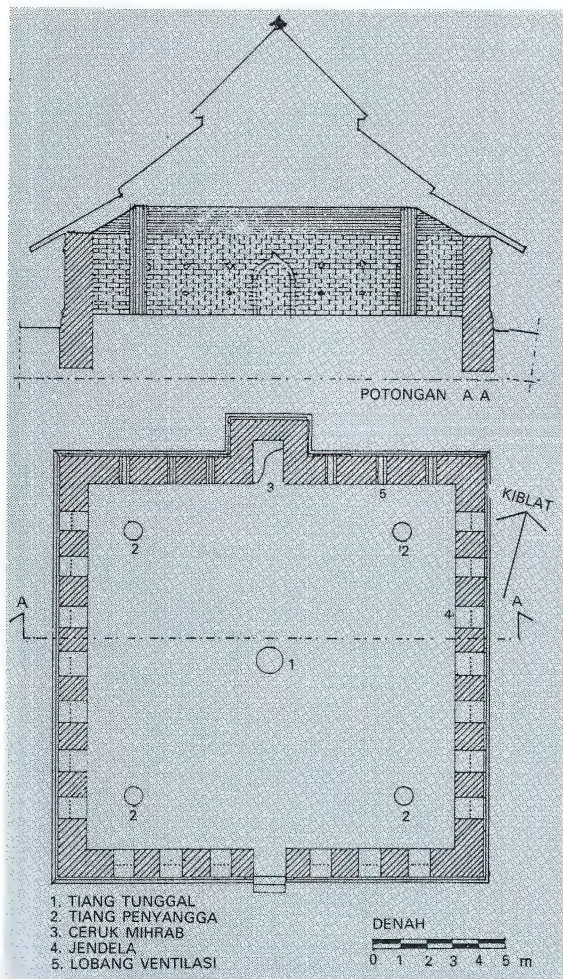 POTONGAN A A
3
5
KIBLAT
2
2
A
4
A
1
2
2
1. TIANG TUNGGAL
2. TIANG PENYANGGA
3. CERUK MIHRAB
4. JENDELA
5. LOBANG VENTILASI
DENAH
0 1 2 3 4 5 m